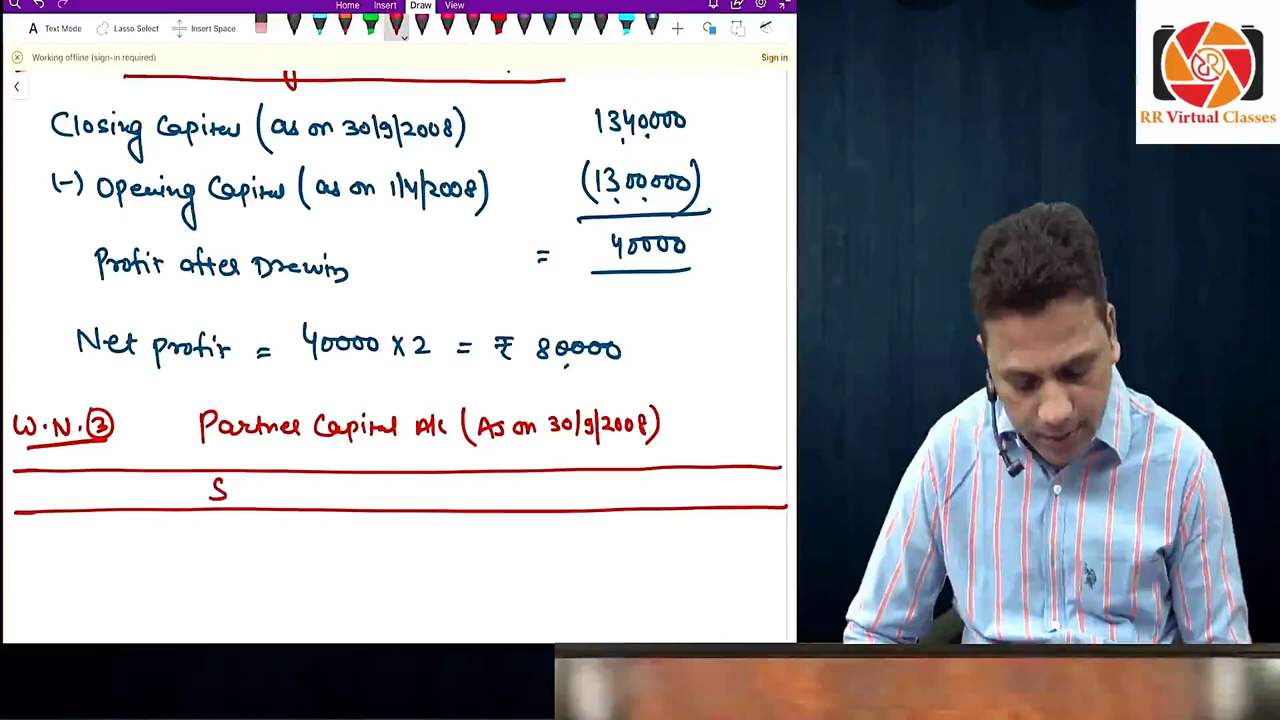 Home Insert Draw View
Text Mode Lasso Select Insert Space
Working offline (sign-in required) Sign in
Closing Capital (as on 30/9/2008) 1340000
(-) Opening Capital (as on 1/4/2008) (1300000)
Profit after Drawing = 40000
Net profit = 40000 x 2 = ₹ 80000
W.N. 3 Partner Capital A/c (As on 30/9/2008)
S
RR Virtual Classes